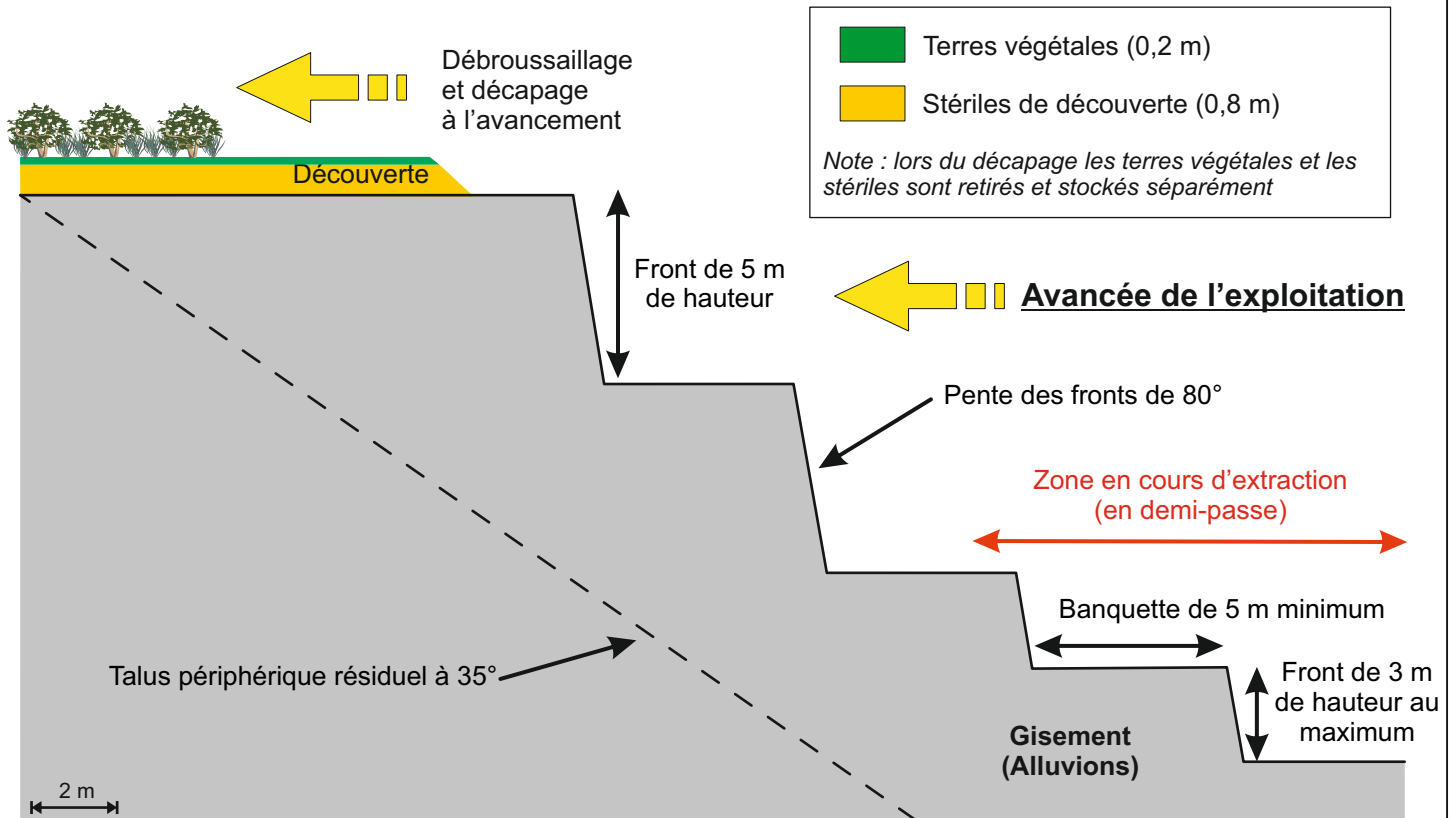 Débroussaillage
et décapage
à l’avancement
Terres végétales (0,2 m)
Stériles de découverte (0,8 m)
Note : lors du décapage les terres végétales et les
stériles sont retirés et stockés séparément
Découverte
Front de 5 m
de hauteur
Avancée de l’exploitation
Pente des fronts de 80°
Zone en cours d’extraction
(en demi-passe)
Banquette de 5 m minimum
Talus périphérique résiduel à 35°
Front de 3 m
de hauteur au
maximum
Gisement
(Alluvions)
2 m